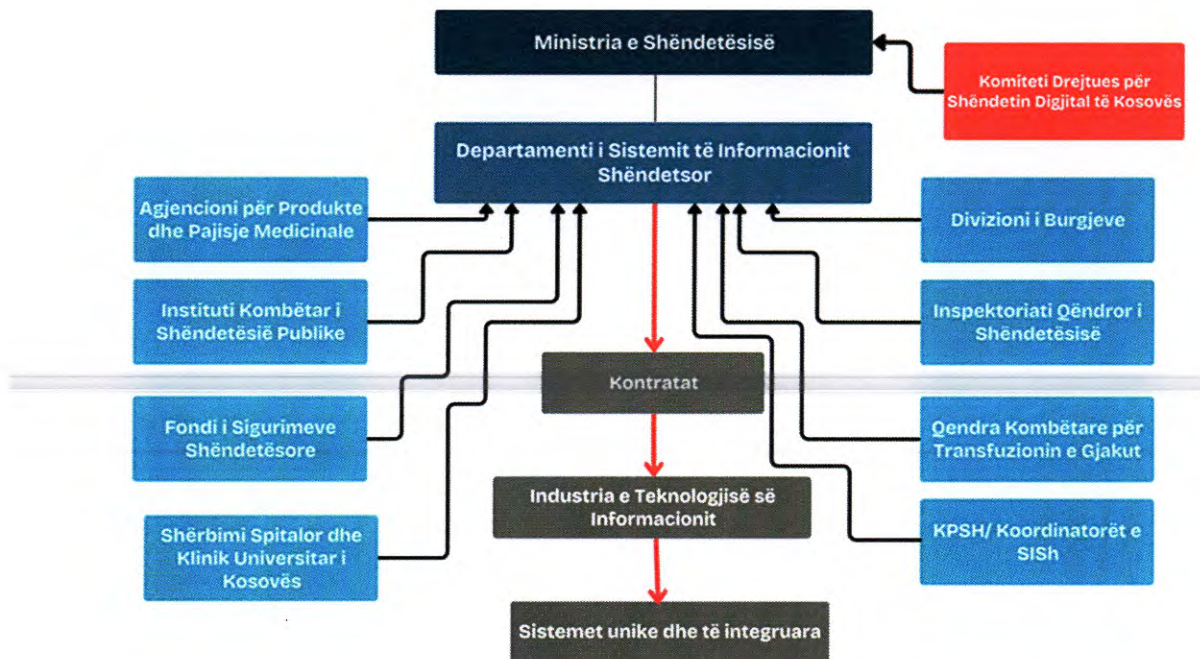 Ministria e Shëndetësisë
Komiteti Drejtues për
Shëndetin Digjital të Kosovës
Departamenti i Sistemit të Informacionit
Shëndetsor
Agjencioni për Produkte
dhe Pajisje Medicinale
Divizioni i Burgjeve
Instituti Kombëtar i
Shëndetësië Publike
Inspektoriati Qëndror i
Shëndetësisë
Kontratat
Fondi i Sigurimeve
Shëndetësore
Qendra Kombëtare për
Transfuzionin e Gjakut
Industria e Teknologjisë së
Informacionit
Shërbimi Spitalor dhe
Klinik Universitar i
Kosovës
KPSH/ Koordinatorët e
SISh
Sistemet unike dhe të integruara